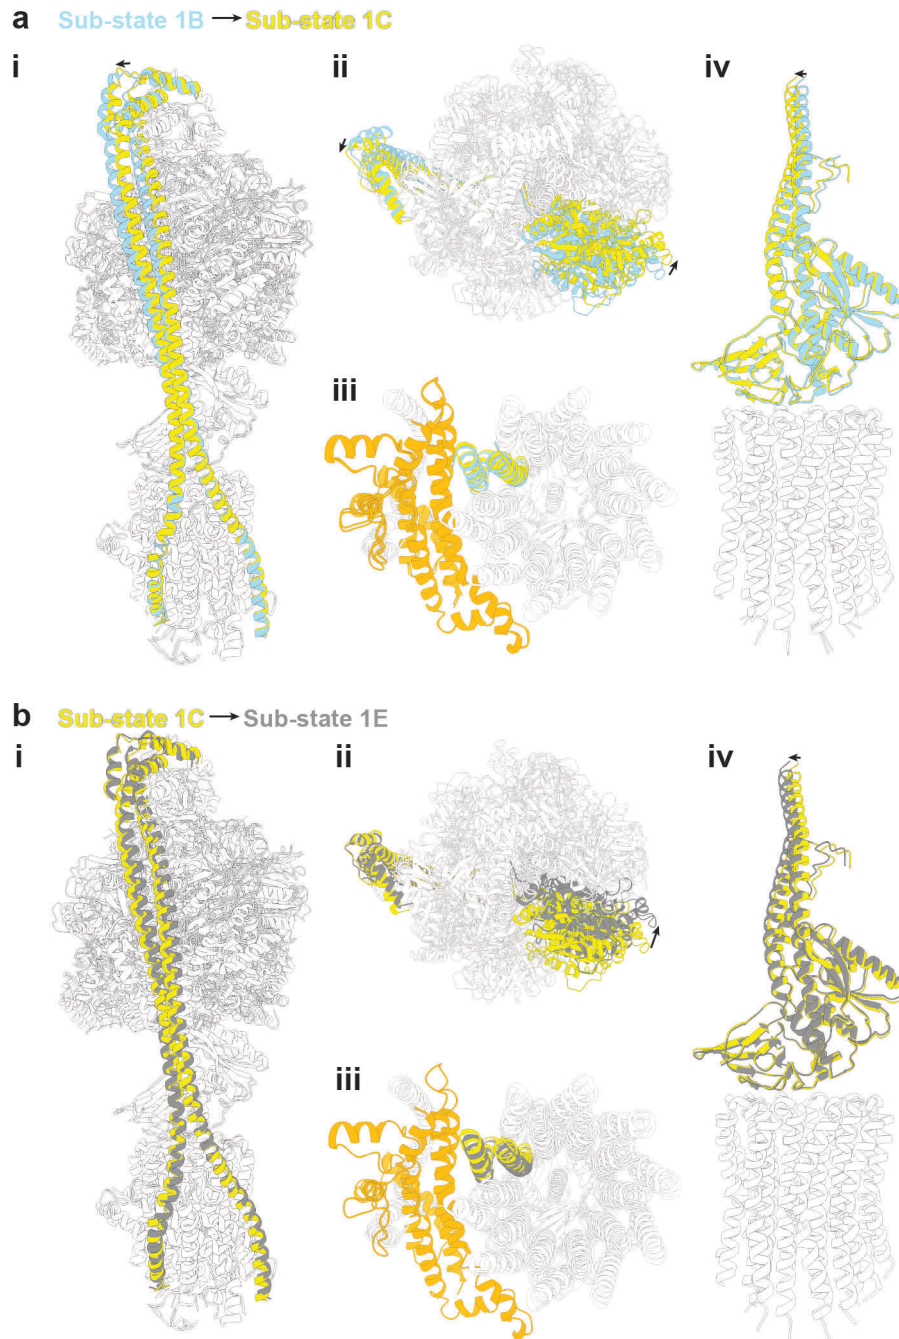 a Sub-state 1B → Sub-state 1C
i ii iv
iii
b Sub-state 1C → Sub-state 1E
i ii iv
iii